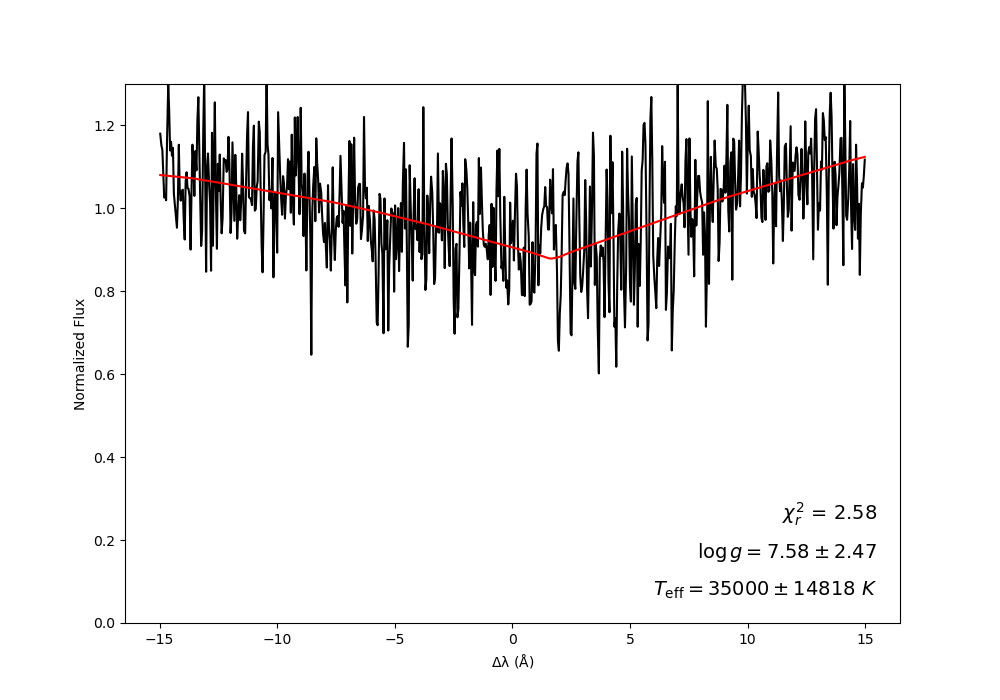 1.2
1.0
0.8
0.6
0.4
0.2
0.0
Normalized Flux
χ²ᵣ = 2.58
log g = 7.58 ± 2.47
T_eff = 35000 ± 14818 K
−15 −10 −5 0 5 10 15
Δλ (Å)